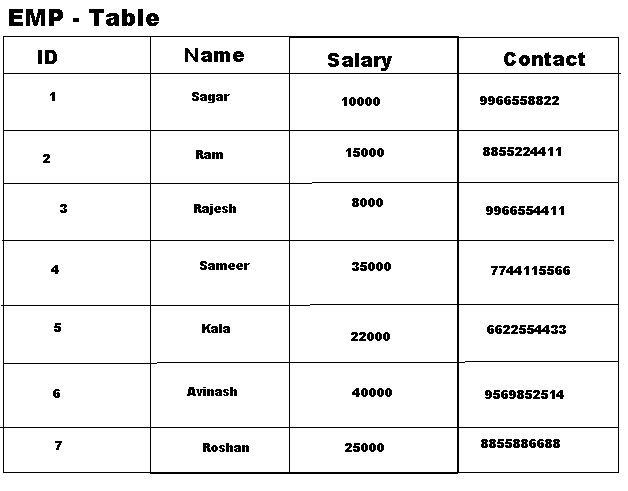 EMP - Table
ID Name Salary Contact
1 Sagar 10000 9966558822
2 Ram 15000 8855224411
3 Rajesh 8000 9966554411
4 Sameer 35000 7744115566
5 Kala 22000 6622554433
6 Avinash 40000 9569852514
7 Roshan 25000 8855886688